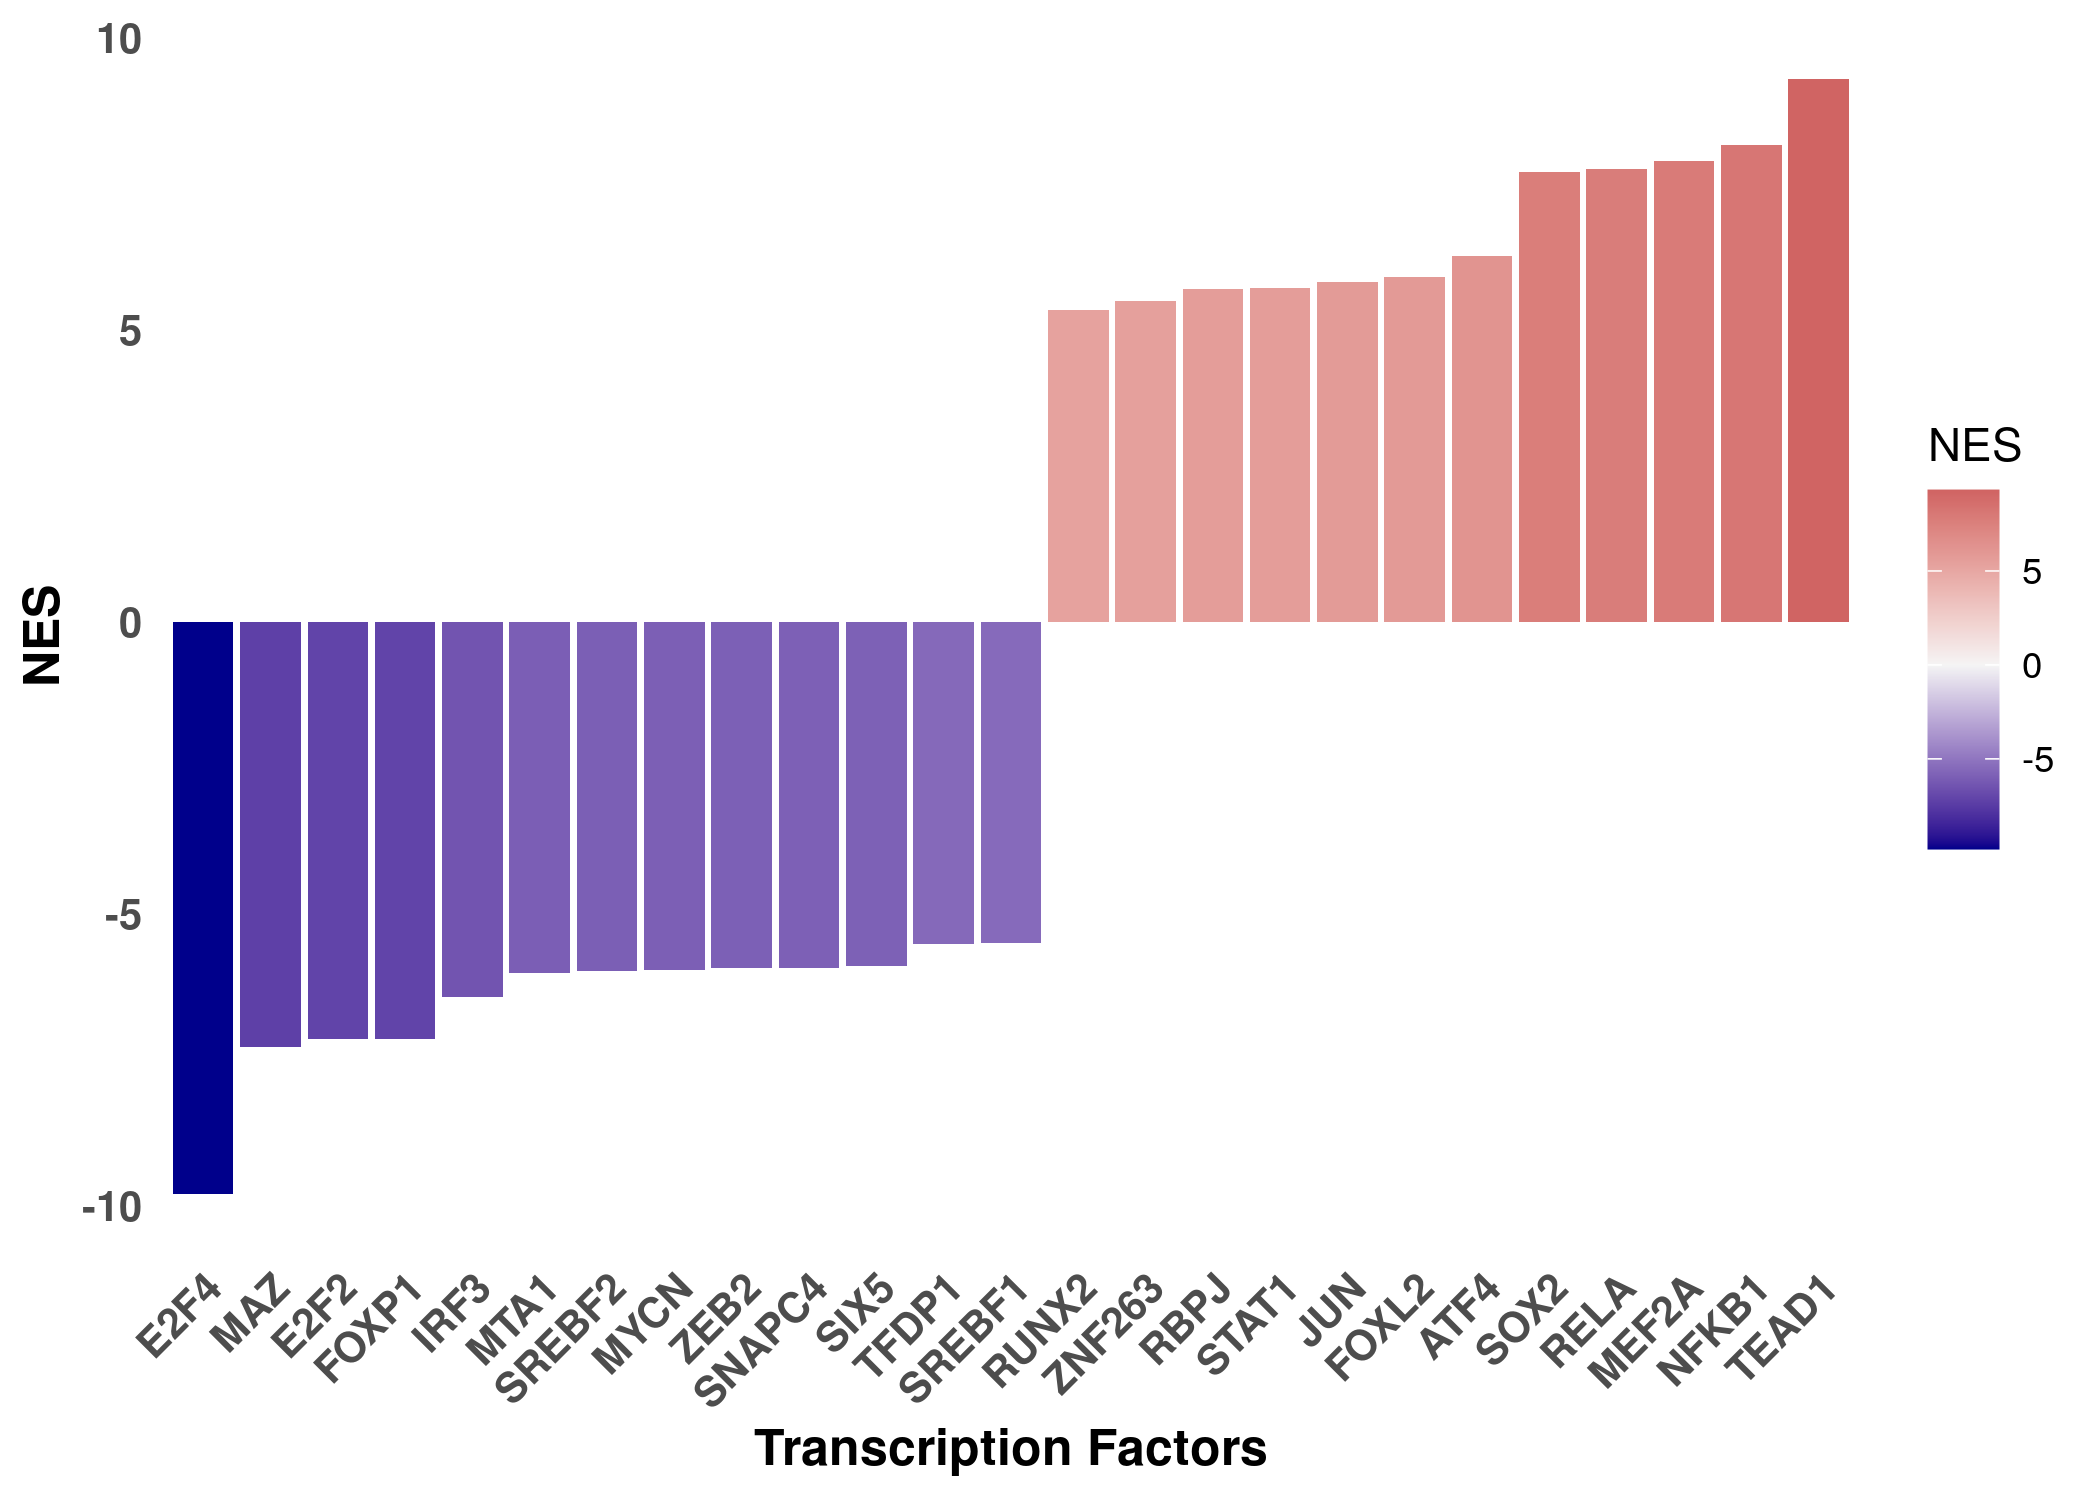 10
5
0
-5
-10
NES
E2F4
MAZ
E2F2
FOXP1
IRF3
MTA1
SREBF2
MYCN
ZEB2
SNAPC4
SIX5
TFDP1
SREBF1
RUNX2
ZNF263
RBPJ
STAT1
JUN
FOXL2
ATF4
SOX2
RELA
MEF2A
NFKB1
TEAD1
Transcription Factors
NES
5
0
-5